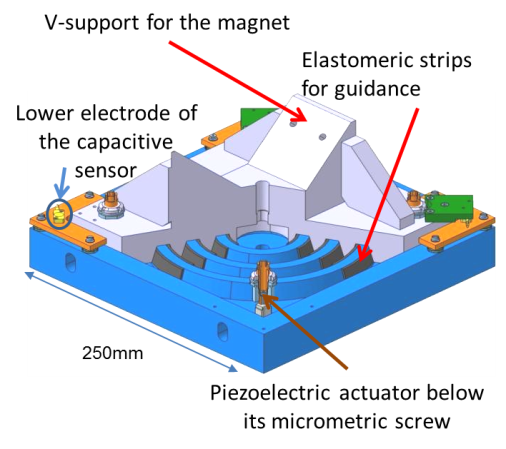 V-support for the magnet
Elastomeric strips
for guidance
Lower electrode of
the capacitive
sensor
250mm
Piezoelectric actuator below
its micrometric screw